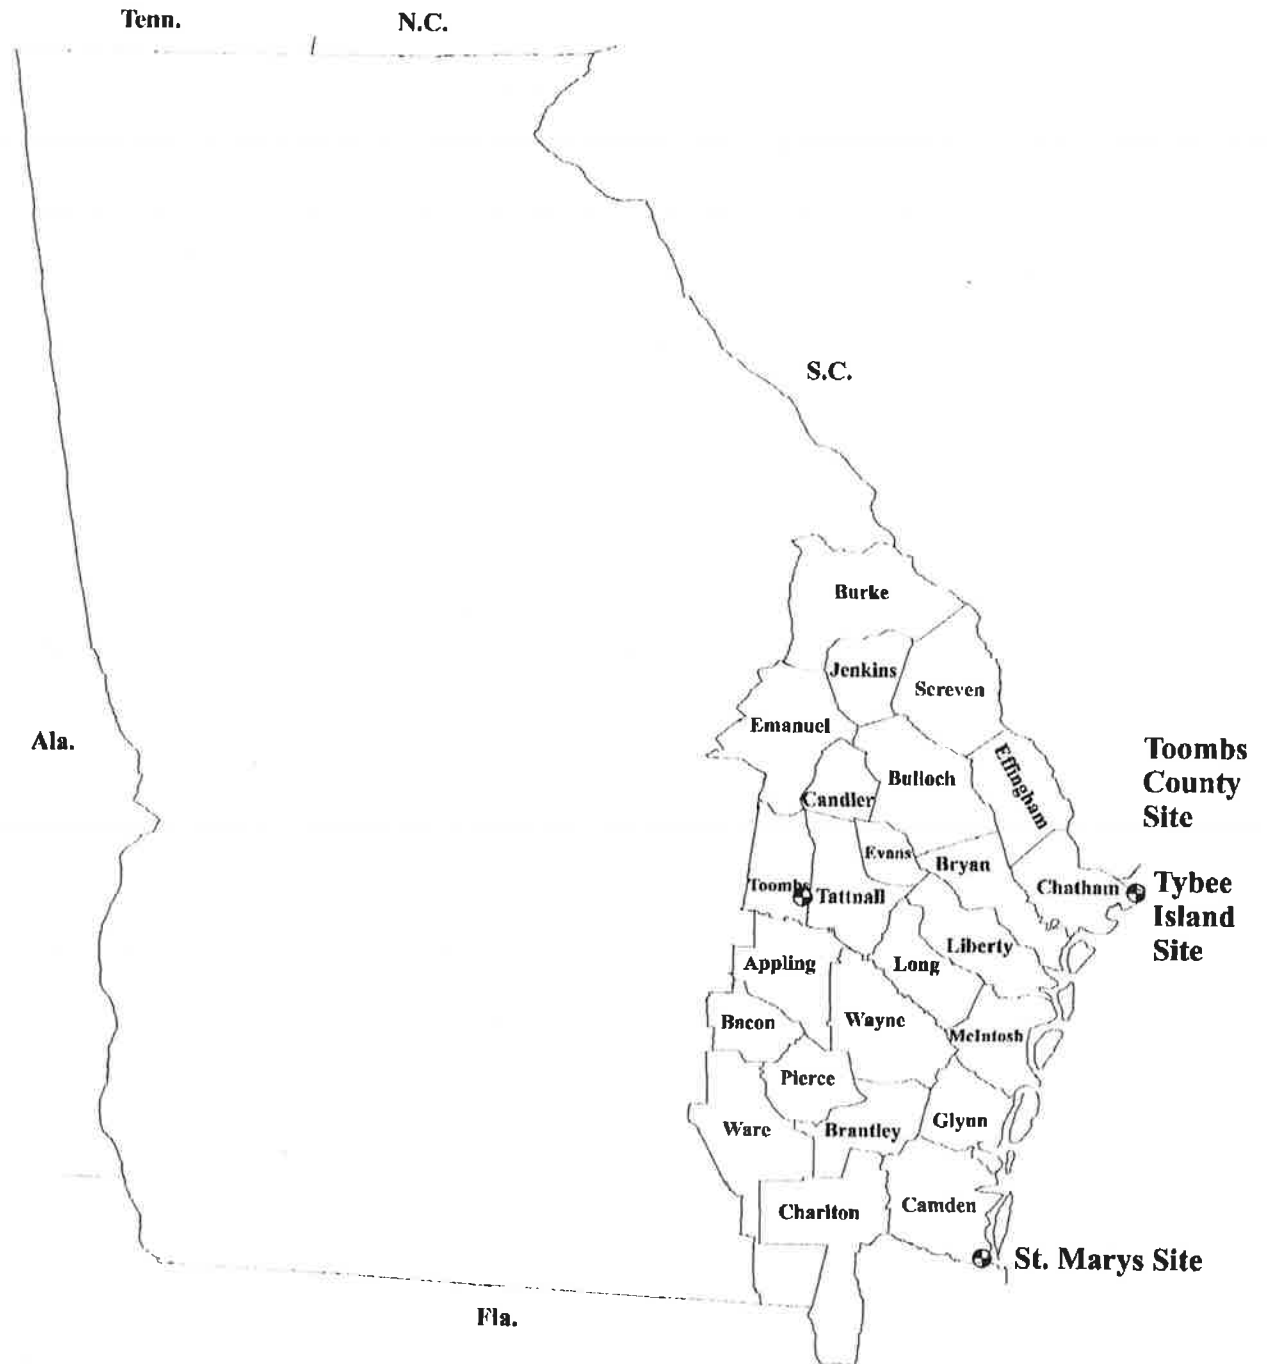 Tenn.
N.C.
S.C.
Burke
Jenkins
Screven
Emanuel
Ala.
Effingham
Toombs
County
Site
Bulloch
Candler
Evans
Bryan
Toombs
Tattnall
Chatham
Tybee
Island
Site
Liberty
Appling
Long
Bacon
Wayne
McIntosh
Pierce
Ware
Brantley
Glynn
Charlton
Camden
St. Marys Site
Fla.